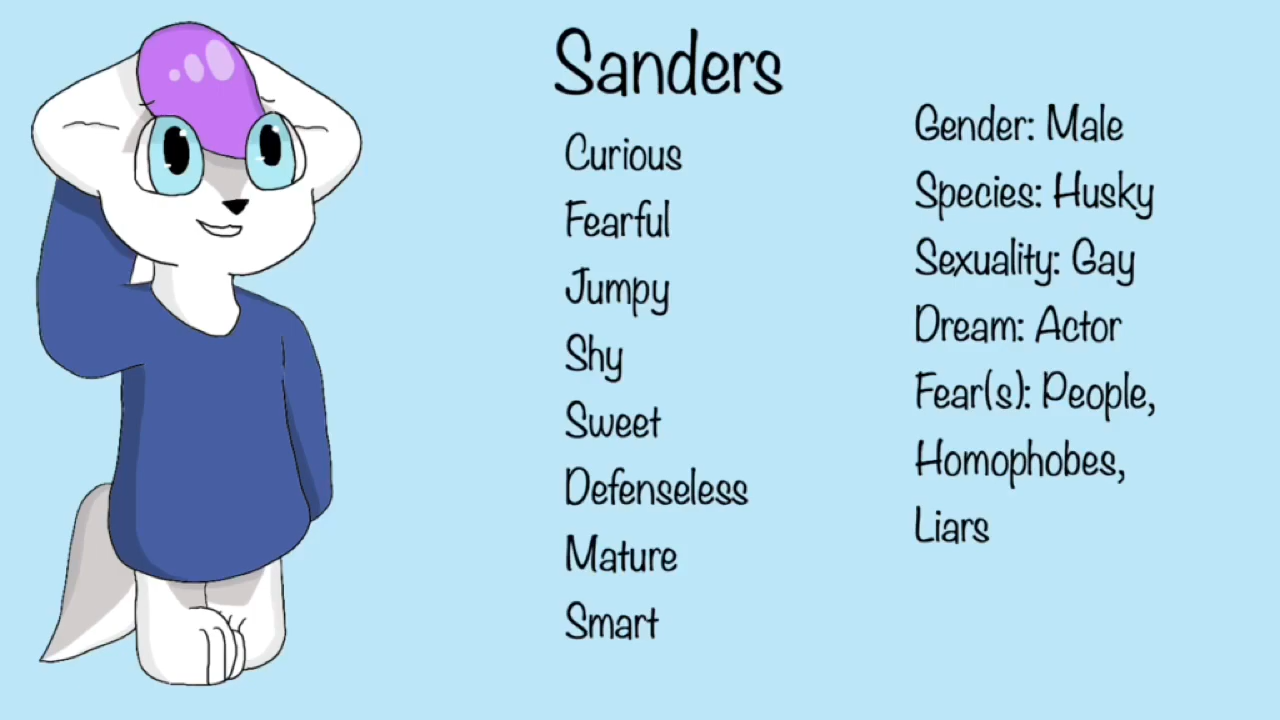 Sanders
Curious
Fearful
Jumpy
Shy
Sweet
Defenseless
Mature
Smart
Gender: Male
Species: Husky
Sexuality: Gay
Dream: Actor
Fear(s): People,
Homophobes,
Liars